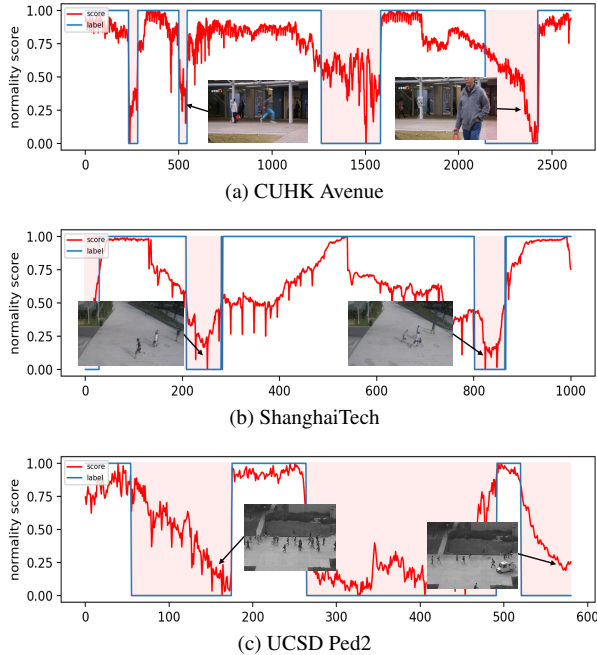 1.00
0.75
0.50
0.25
0.00
normality score
score
label
0
500
1000
1500
2000
2500
(a) CUHK Avenue
1.00
0.75
0.50
0.25
0.00
normality score
score
label
0
200
400
600
800
1000
(b) ShanghaiTech
1.00
0.75
0.50
0.25
0.00
normality score
score
label
0
100
200
300
400
500
600
(c) UCSD Ped2